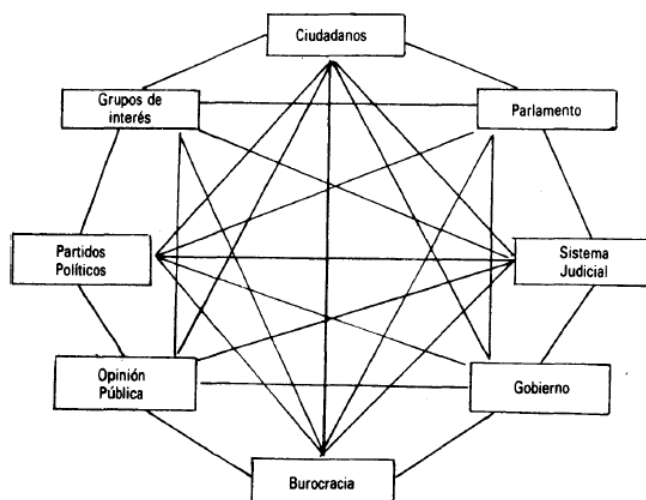 Ciudadanos
Grupos de
interés
Parlamento
Partidos
Políticos
Sistema
Judicial
Opinión
Pública
Gobierno
Burocracia